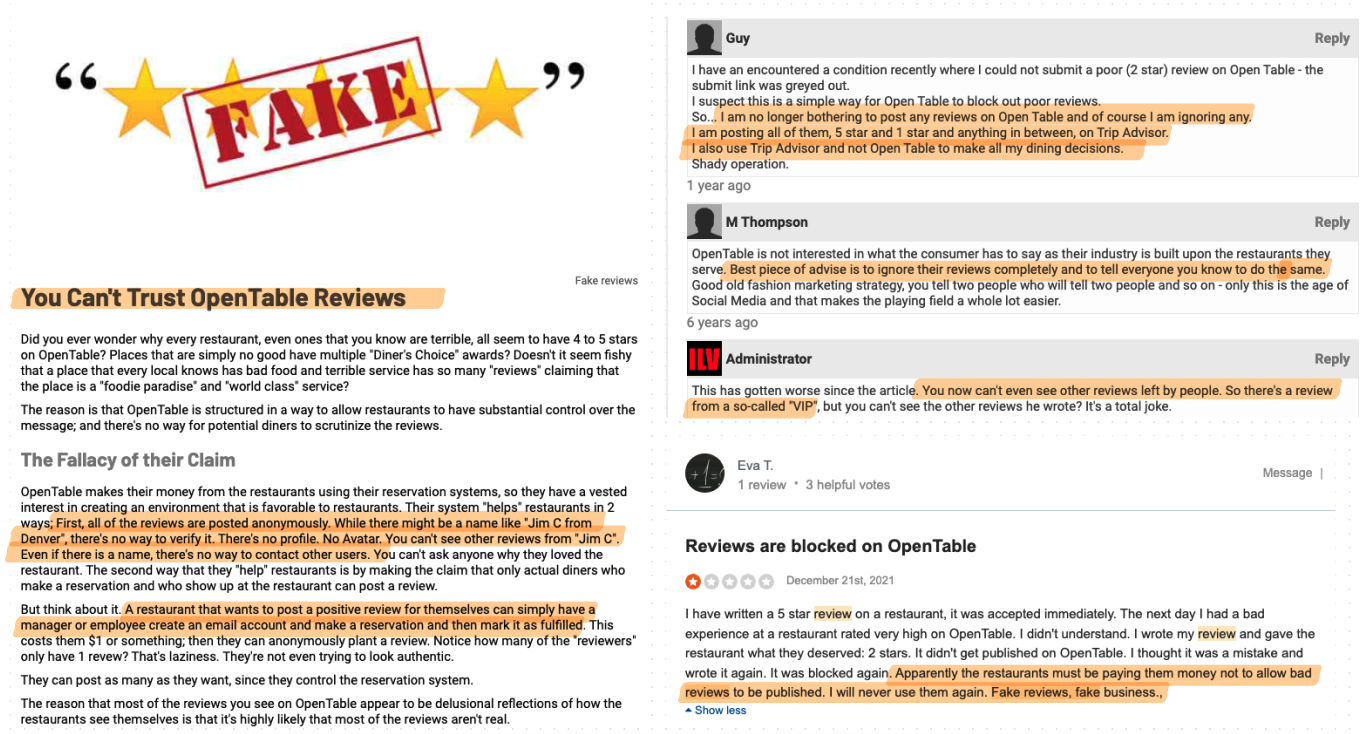 “ FAKE ”
Fake reviews
You Can't Trust OpenTable Reviews
Did you ever wonder why every restaurant, even ones that you know are terrible, all seem to have 4 to 5 stars
on OpenTable? Places that are simply no good have multiple "Diner's Choice" awards? Doesn't it seem fishy
that a place that every local knows has bad food and terrible service has so many "reviews" claiming that
the place is a "foodie paradise" and "world class" service?
The reason is that OpenTable is structured in a way to allow restaurants to have substantial control over the
message; and there's no way for potential diners to scrutinize the reviews.
The Fallacy of their Claim
OpenTable makes their money from the restaurants using their reservation systems, so they have a vested
interest in creating an environment that is favorable to restaurants. Their system "helps" restaurants in 2
ways; First, all of the reviews are posted anonymously. While there might be a name like "Jim C from
Denver", there's no way to verify it. There's no profile. No Avatar. You can't see other reviews from "Jim C".
Even if there is a name, there's no way to contact other users. You can't ask anyone why they loved the
restaurant. The second way that they "help" restaurants is by making the claim that only actual diners who
make a reservation and who show up at the restaurant can post a review.
But think about it. A restaurant that wants to post a positive review for themselves can simply have a
manager or employee create an email account and make a reservation and then mark it as fulfilled. This
costs them $1 or something; then they can anonymously plant a review. Notice how many of the "reviewers"
only have 1 revew? That's laziness. They're not even trying to look authentic.
They can post as many as they want, since they control the reservation system.
The reason that most of the reviews you see on OpenTable appear to be delusional reflections of how the
restaurants see themselves is that it's highly likely that most of the reviews aren't real.
Guy
Reply
I have an encountered a condition recently where I could not submit a poor (2 star) review on Open Table - the
submit link was greyed out.
I suspect this is a simple way for Open Table to block out poor reviews.
So... I am no longer bothering to post any reviews on Open Table and of course I am ignoring any.
I am posting all of them, 5 star and 1 star and anything in between, on Trip Advisor.
I also use Trip Advisor and not Open Table to make all my dining decisions.
Shady operation.
1 year ago
M Thompson
Reply
OpenTable is not interested in what the consumer has to say as their industry is built upon the restaurants they
serve. Best piece of advise is to ignore their reviews completely and to tell everyone you know to do the same.
Good old fashion marketing strategy, you tell two people who will tell two people and so on - only this is the age of
Social Media and that makes the playing field a whole lot easier.
6 years ago
ILV Administrator
Reply
This has gotten worse since the article. You now can't even see other reviews left by people. So there's a review
from a so-called "VIP", but you can't see the other reviews he wrote? It's a total joke.
Eva T.
1 review • 3 helpful votes
Message |
Reviews are blocked on OpenTable
December 21st, 2021
I have written a 5 star review on a restaurant, it was accepted immediately. The next day I had a bad
experience at a restaurant rated very high on OpenTable. I didn't understand. I wrote my review and gave the
restaurant what they deserved: 2 stars. It didn't get published on OpenTable. I thought it was a mistake and
wrote it again. It was blocked again. Apparently the restaurants must be paying them money not to allow bad
reviews to be published. I will never use them again. Fake reviews, fake business.,
Show less